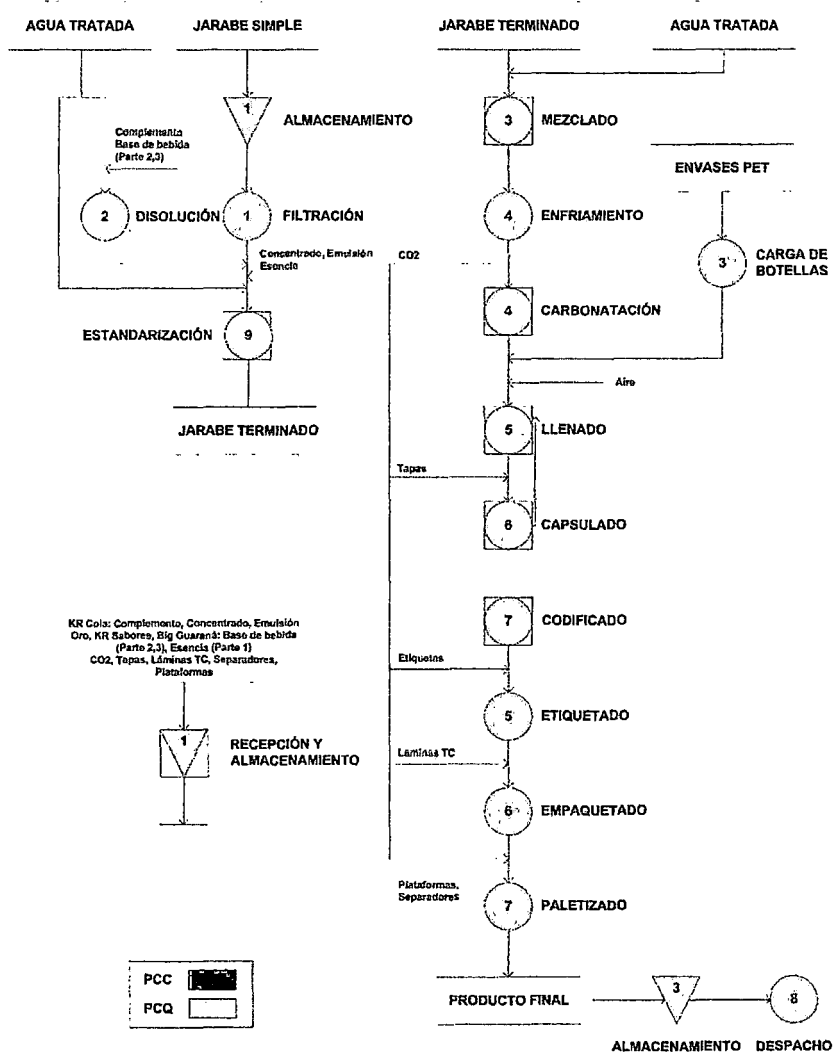 AGUA TRATADA
JARABE SIMPLE
1
ALMACENAMIENTO
Complemento
Base de bebida
(Parte 2,3)
2
DISOLUCIÓN
1
FILTRACIÓN
Concentrado, Emulsión
Esencia
ESTANDARIZACIÓN
9
JARABE TERMINADO
KR Cola: Complemento, Concentrado, Emulsión
Oro, KR Sabores, Big Guaraná: Base de bebida
(Parte 2,3), Esencia (Parte 1)
CO2, Tapas, Láminas TC, Separadores,
Plataformas
1
RECEPCIÓN Y
ALMACENAMIENTO
PCC
PCQ
JARABE TERMINADO
AGUA TRATADA
3
MEZCLADO
ENVASES PET
4
ENFRIAMIENTO
3
CARGA DE
BOTELLAS
CO2
4
CARBONATACIÓN
Aire
5
LLENADO
Tapas
6
CAPSULADO
7
CODIFICADO
Etiquetas
5
ETIQUETADO
Láminas TC
6
EMPAQUETADO
Plataformas,
Separadores
7
PALETIZADO
PRODUCTO FINAL
3
ALMACENAMIENTO
8
DESPACHO